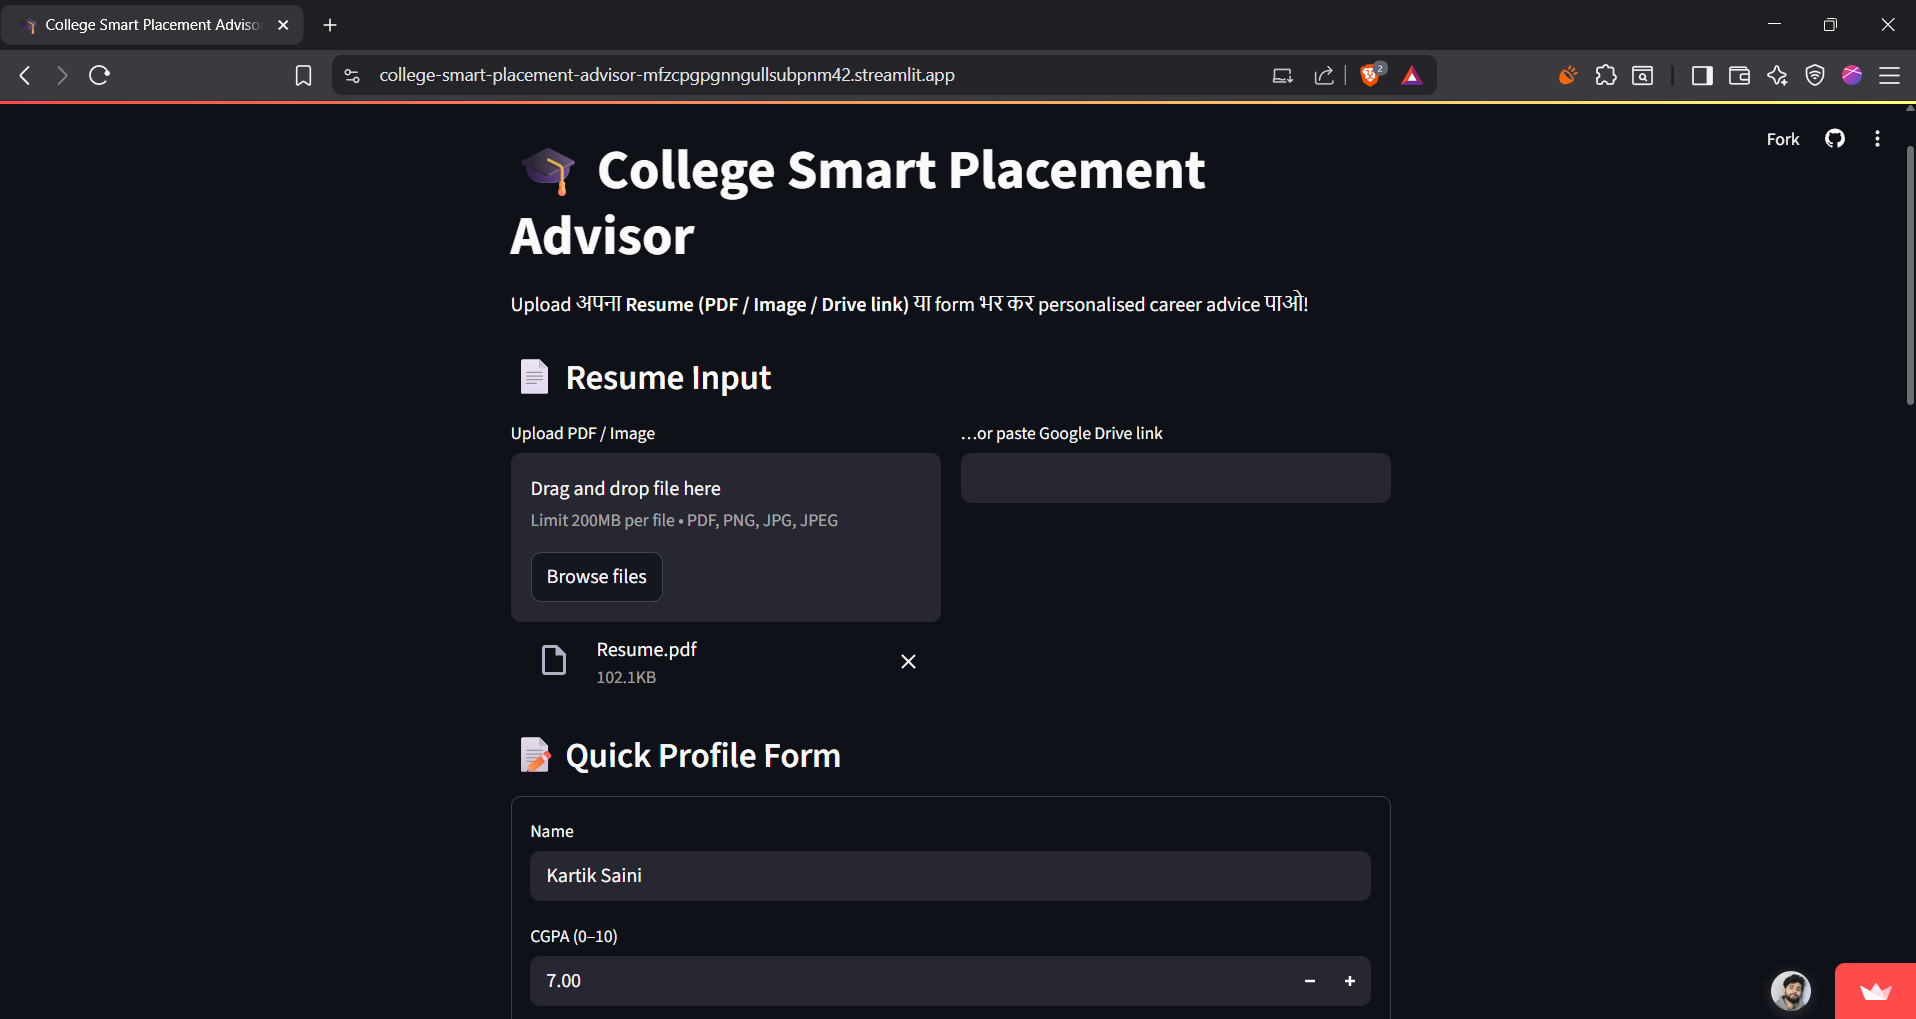 College Smart Placement Adviso
college-smart-placement-advisor-mfzcpgpgnngullsubpnm42.streamlit.app
2
Fork
College Smart Placement
Advisor
Upload अपना Resume (PDF / Image / Drive link) या form भर कर personalised career advice पाओ!
Resume Input
Upload PDF / Image
...or paste Google Drive link
Drag and drop file here
Limit 200MB per file • PDF, PNG, JPG, JPEG
Browse files
Resume.pdf
102.1KB
Quick Profile Form
Name
Kartik Saini
CGPA (0–10)
7.00